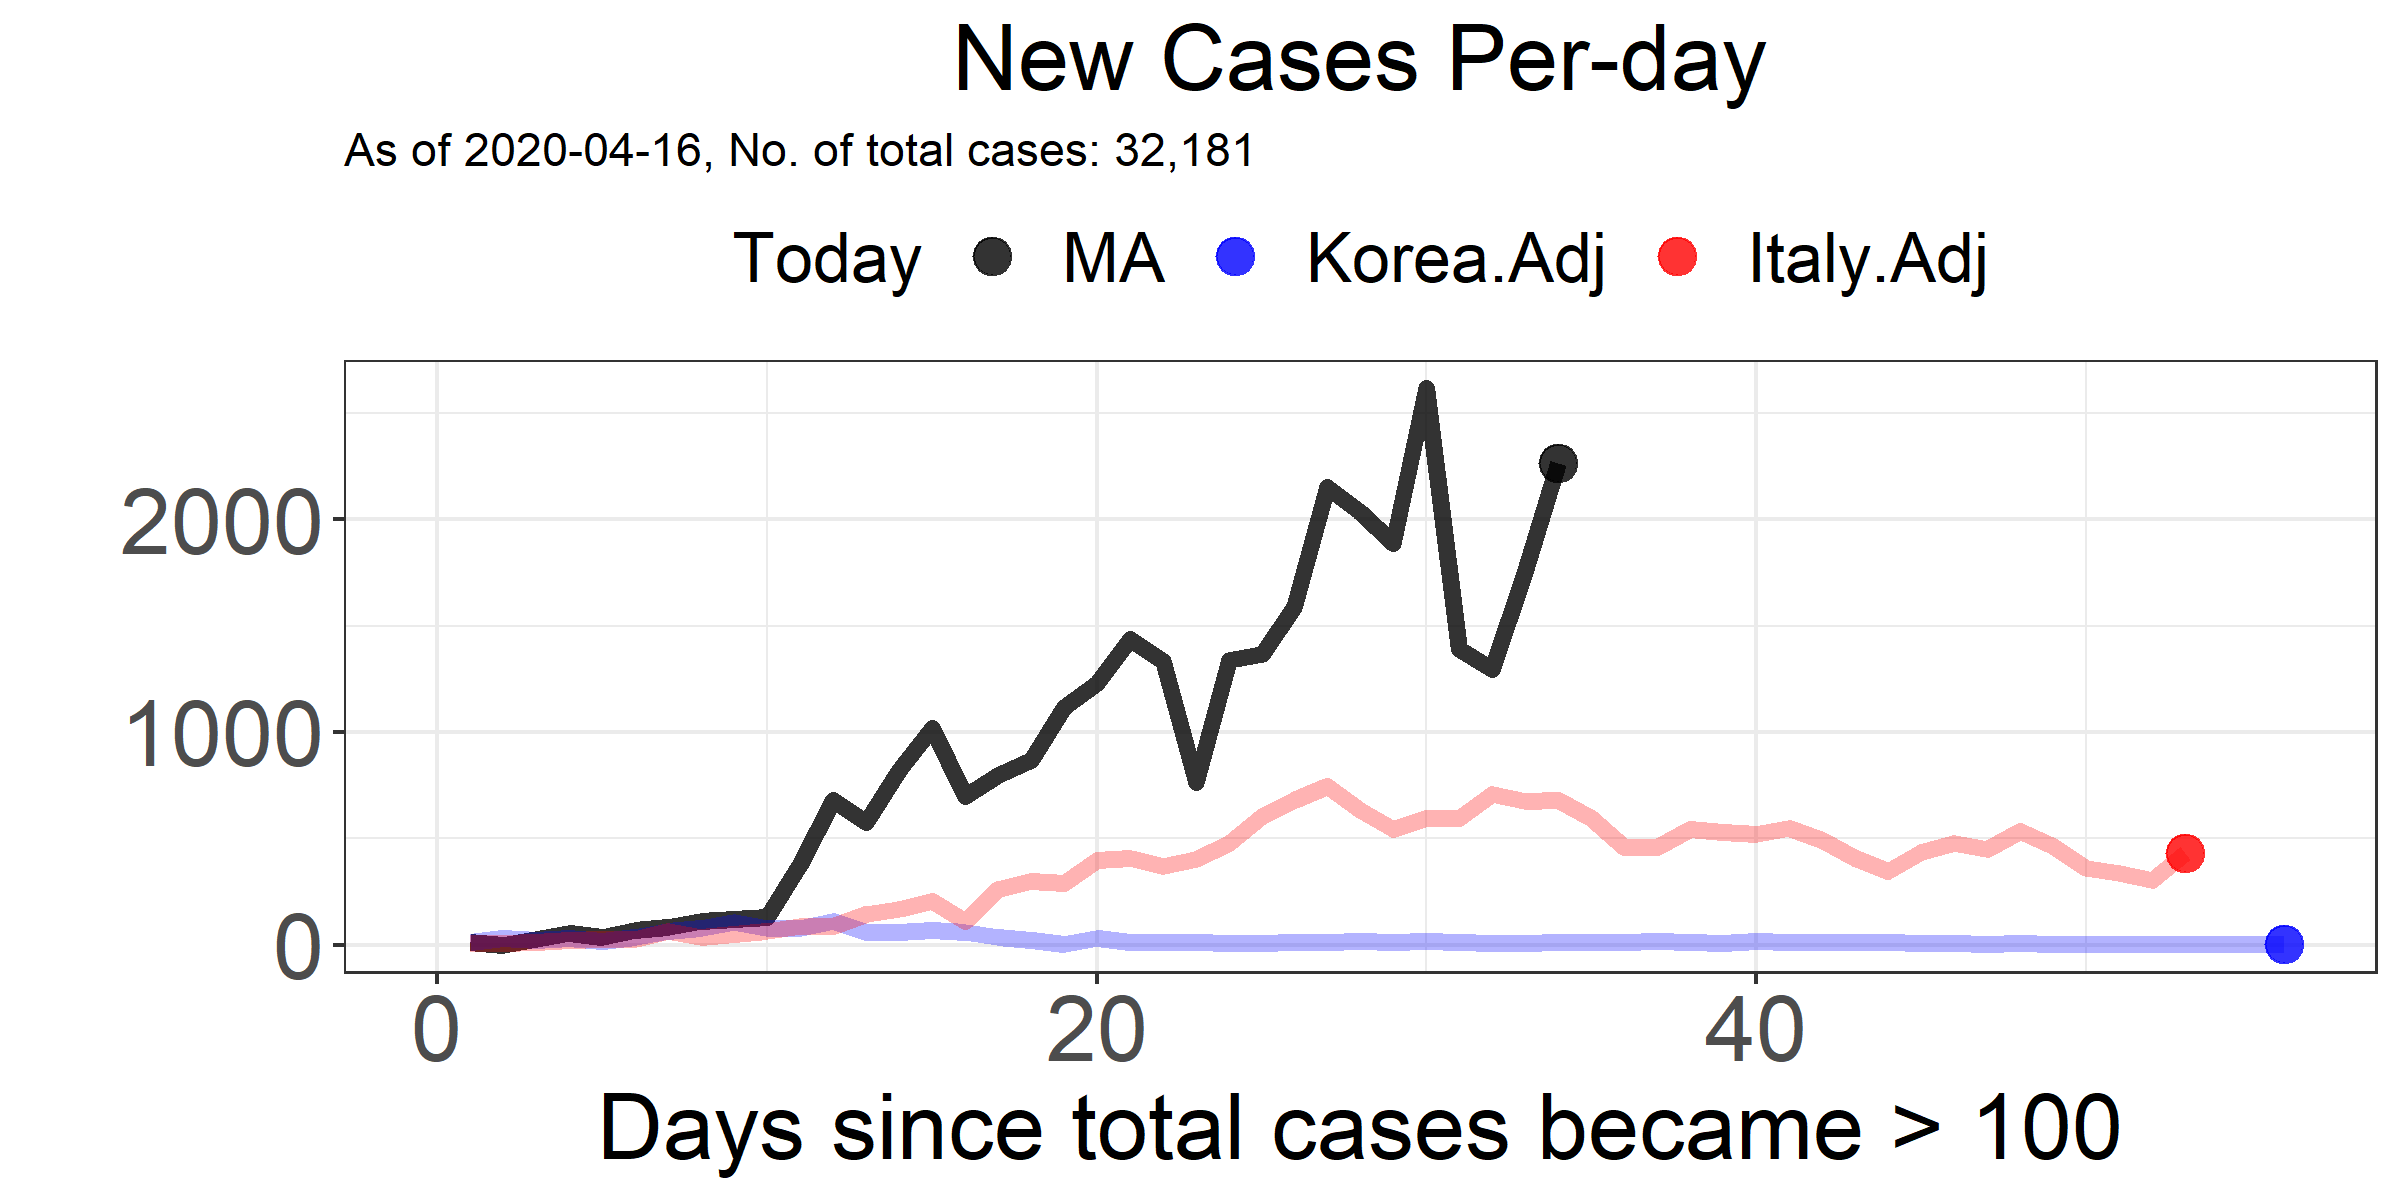 New Cases Per-day
As of 2020-04-16, No. of total cases: 32,181
Today MA Korea.Adj Italy.Adj
2000
1000
0
0 20 40
Days since total cases became > 100